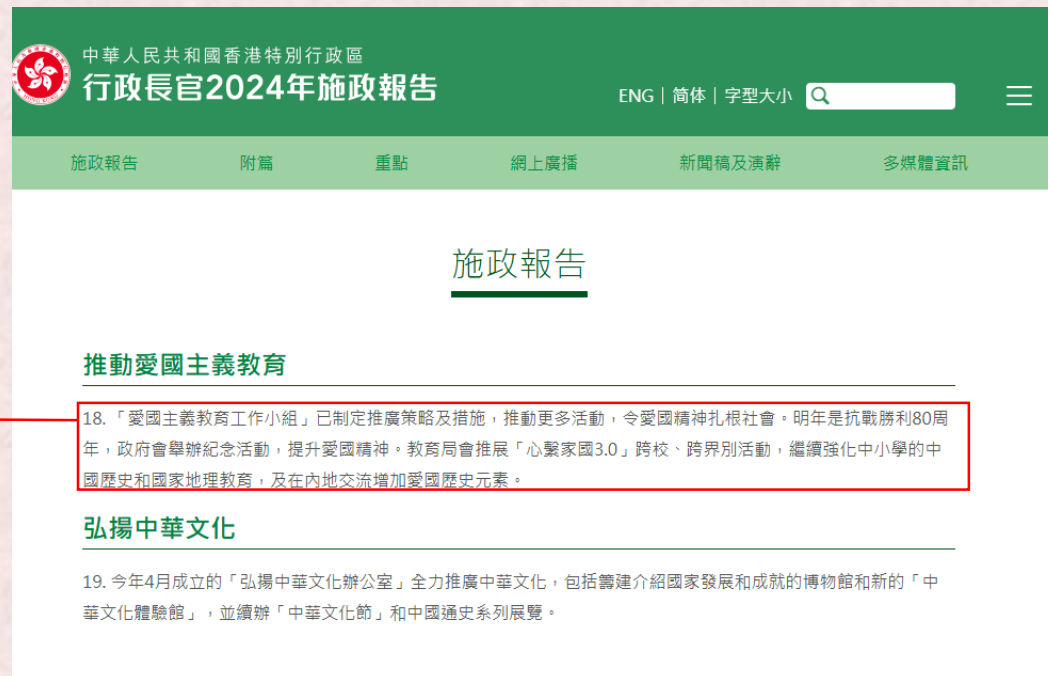 中華人民共和國香港特別行政區
行政長官2024年施政報告
ENG | 简体 | 字型大小
施政報告 附篇 重點 網上廣播 新聞稿及演辭 多媒體資訊
施政報告
推動愛國主義教育
18. 「愛國主義教育工作小組」已制定推廣策略及措施，推動更多活動，令愛國精神扎根社會。明年是抗戰勝利80周
年，政府會舉辦紀念活動，提升愛國精神。教育局會推展「心繫家國3.0」跨校、跨界別活動，繼續強化中小學的中
國歷史和國家地理教育，及在內地交流增加愛國歷史元素。
弘揚中華文化
19. 今年4月成立的「弘揚中華文化辦公室」全力推廣中華文化，包括籌建介紹國家發展和成就的博物館和新的「中
華文化體驗館」，並續辦「中華文化節」和中國通史系列展覽。